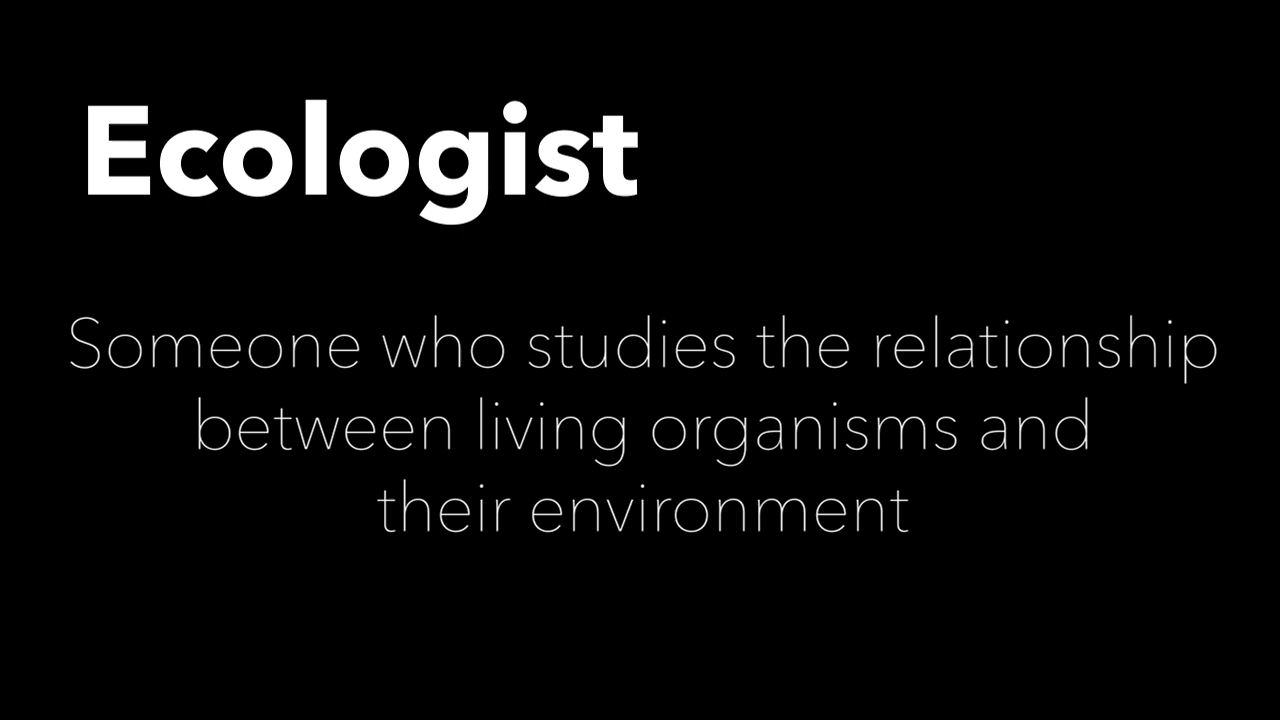 Ecologist
Someone who studies the relationship
between living organisms and
their environment